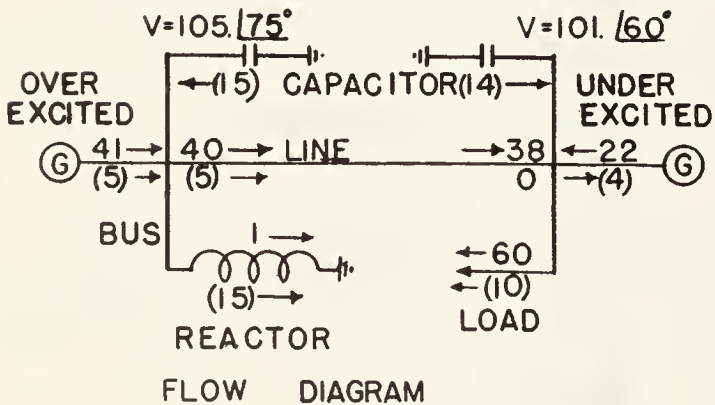 V=105. /75° V=101. /60°
(15) CAPACITOR (14)
OVER EXCITED
UNDER EXCITED
G 41 → 40 → LINE → 38 ← 22 G
(5) → (5) → 0 → (4)
BUS
1 →
(15) →
← 60
← (10)
REACTOR
LOAD
FLOW DIAGRAM